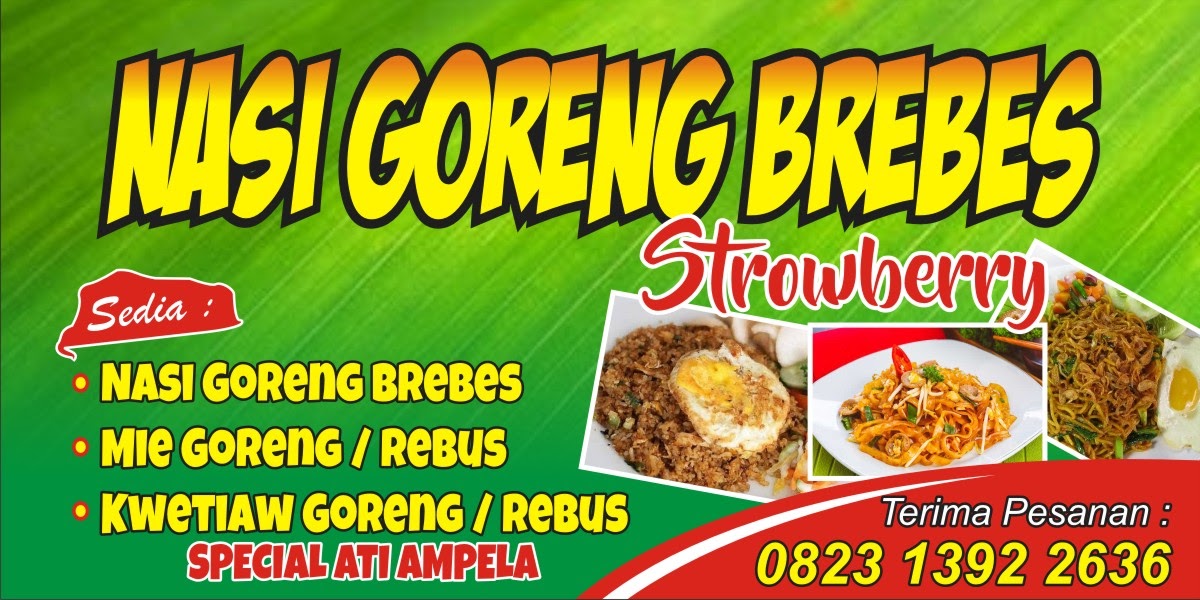 NASI GORENG BREBES
Strowberry
Sedia :
• NASI GORENG BREBES
• MIE GORENG / REBUS
• KWETIAW GORENG / REBUS
SPECIAL ATI AMPELA
Terima Pesanan :
0823 1392 2636